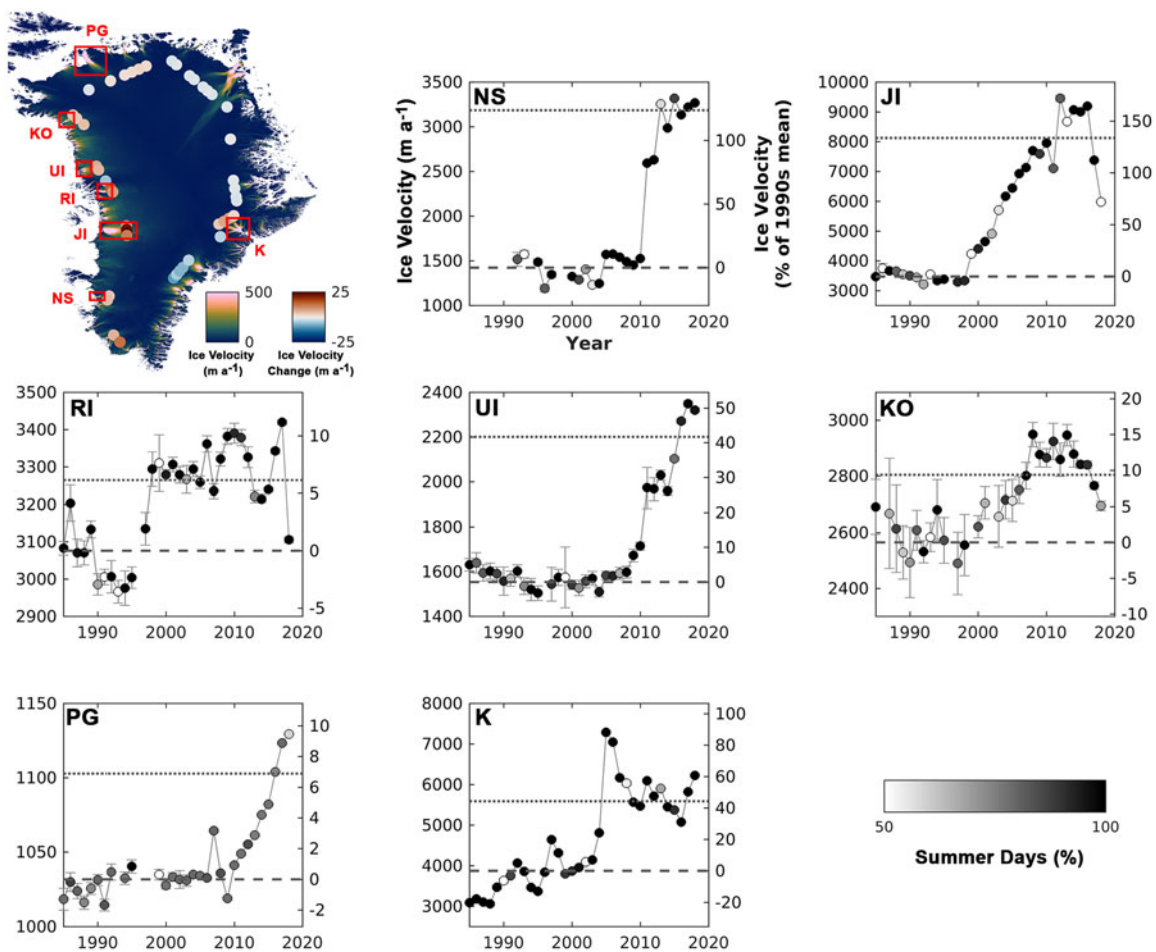 PG
KO
UI
RI
JI
K
NS
500
0
Ice Velocity
(m a⁻¹)
25
-25
Ice Velocity
Change (m a⁻¹)
NS
3500
3000
2500
2000
1500
1000
Ice Velocity (m a⁻¹)
100
50
0
Ice Velocity
(% of 1990s mean)
1990 2000 2010 2020
Year
JI
10000
9000
8000
7000
6000
5000
4000
3000
150
100
50
0
1990 2000 2010 2020
RI
3500
3400
3300
3200
3100
3000
2900
10
5
0
-5
1990 2000 2010 2020
UI
2400
2200
2000
1800
1600
1400
50
40
30
20
10
0
1990 2000 2010 2020
KO
3000
2800
2600
2400
20
15
10
5
0
-5
-10
1990 2000 2010 2020
PG
1150
1100
1050
1000
10
8
6
4
2
0
-2
1990 2000 2010 2020
K
8000
7000
6000
5000
4000
3000
100
80
60
40
20
0
-20
1990 2000 2010 2020
50 100
Summer Days (%)